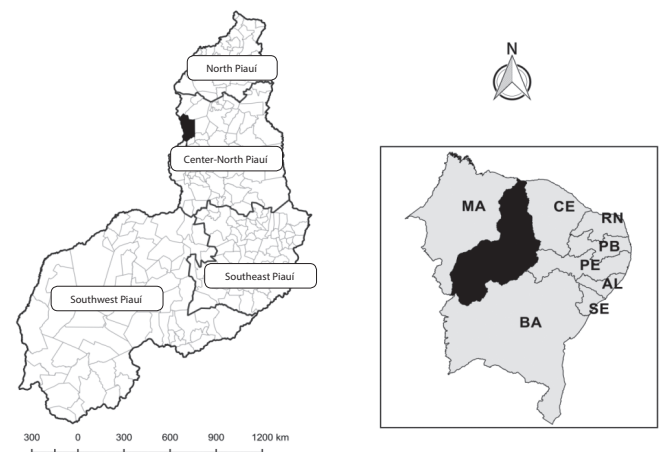 North Piauí
Center-North Piauí
Southeast Piauí
Southwest Piauí
300 0 300 600 900 1200 km
N
MA
CE
RN
PB
PE
AL
SE
BA